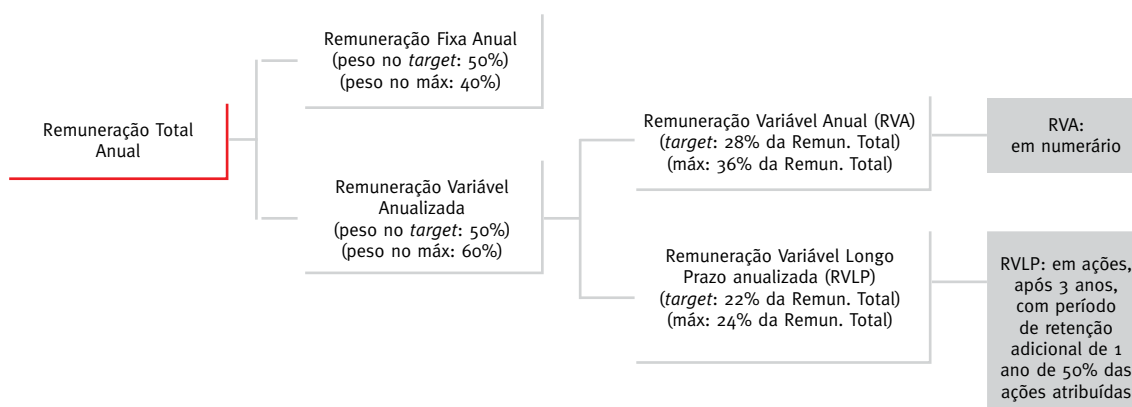 Remuneração Total
Anual
Remuneração Fixa Anual
(peso no target: 50%)
(peso no máx: 40%)
Remuneração Variável
Anualizada
(peso no target: 50%)
(peso no máx: 60%)
Remuneração Variável Anual (RVA)
(target: 28% da Remun. Total)
(máx: 36% da Remun. Total)
RVA:
em numerário
Remuneração Variável Longo
Prazo anualizada (RVLP)
(target: 22% da Remun. Total)
(máx: 24% da Remun. Total)
RVLP: em ações,
após 3 anos,
com período
de retenção
adicional de 1
ano de 50% das
ações atribuídas